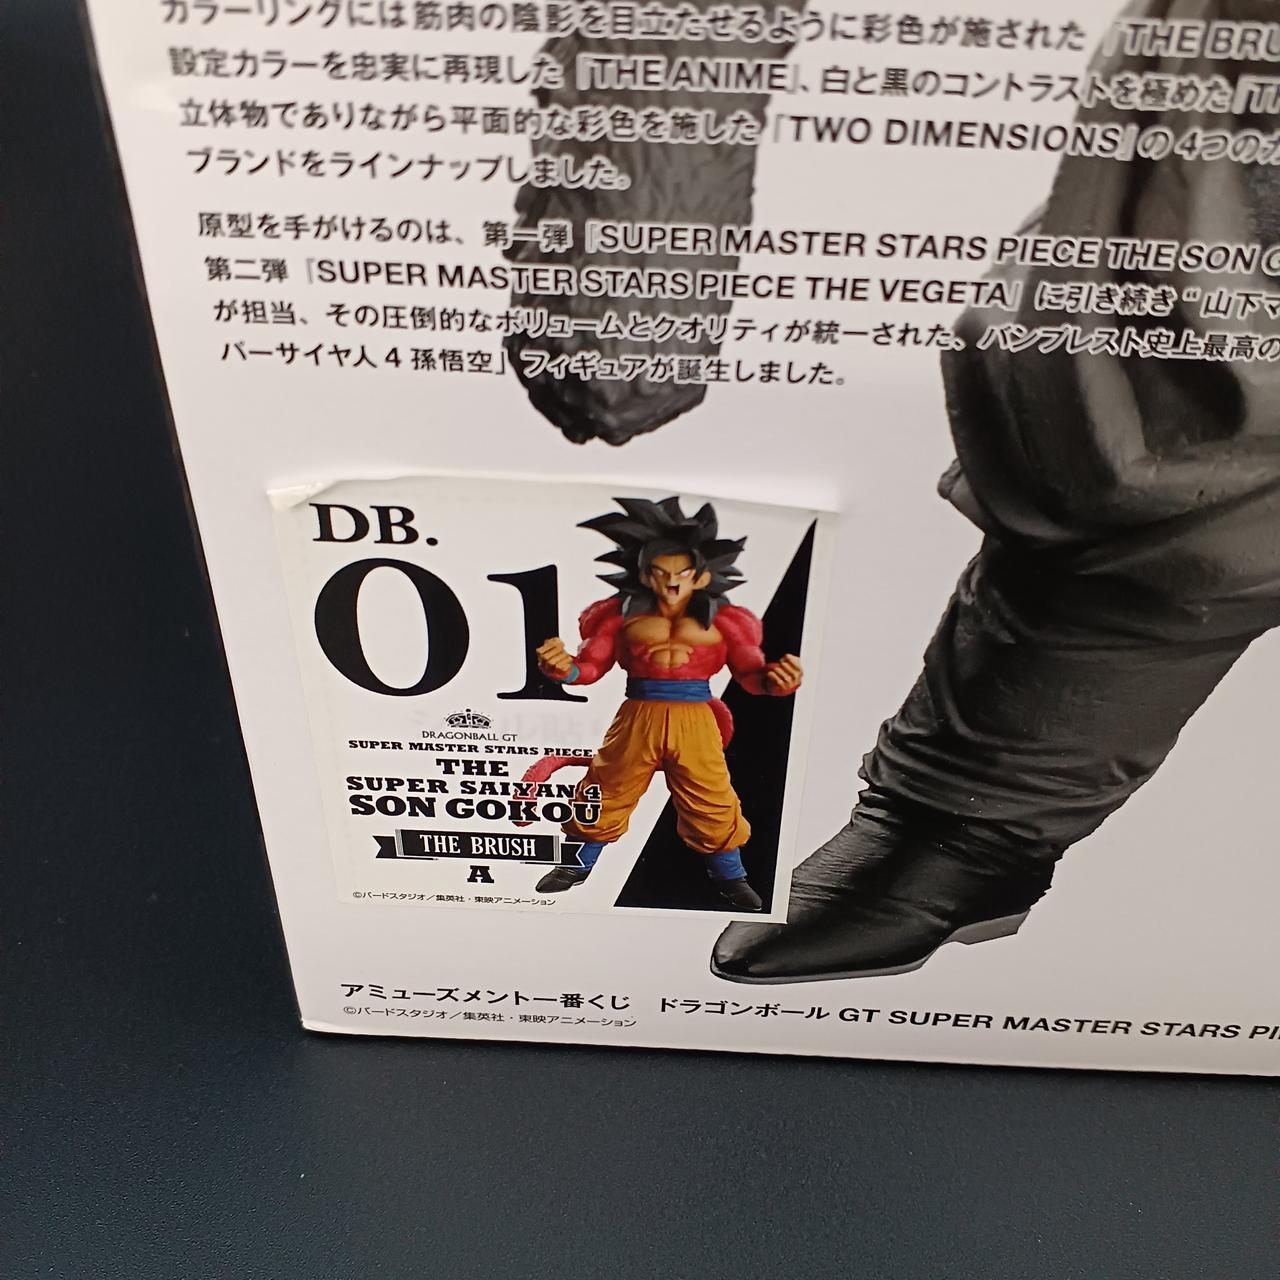 カラーリングには筋肉の陰影を目立たせるように彩色が施された『THE BRU
設定カラーを忠実に再現した『THE ANIME』、白と黒のコントラストを極めた『T
立体物でありながら平面的な彩色を施した『TWO DIMENSIONS』の4つのカ
ブランドをラインナップしました。
原型を手がけるのは、第一弾『SUPER MASTER STARS PIECE THE SON G
第二弾『SUPER MASTER STARS PIECE THE VEGETA』に引き続き“山下マ
が担当、その圧倒的なボリュームとクオリティが統一された、バンプレスト史上最高の
パーサイヤ人4 孫悟空」フィギュアが誕生しました。
DB.
01
DRAGONBALL GT
SUPER MASTER STARS PIECE
THE
SUPER SAIYAN 4
SON GOKOU
THE BRUSH
A
©バードスタジオ／集英社・東映アニメーション
アミューズメント一番くじ ドラゴンボール GT SUPER MASTER STARS PI
©バードスタジオ／集英社・東映アニメーション